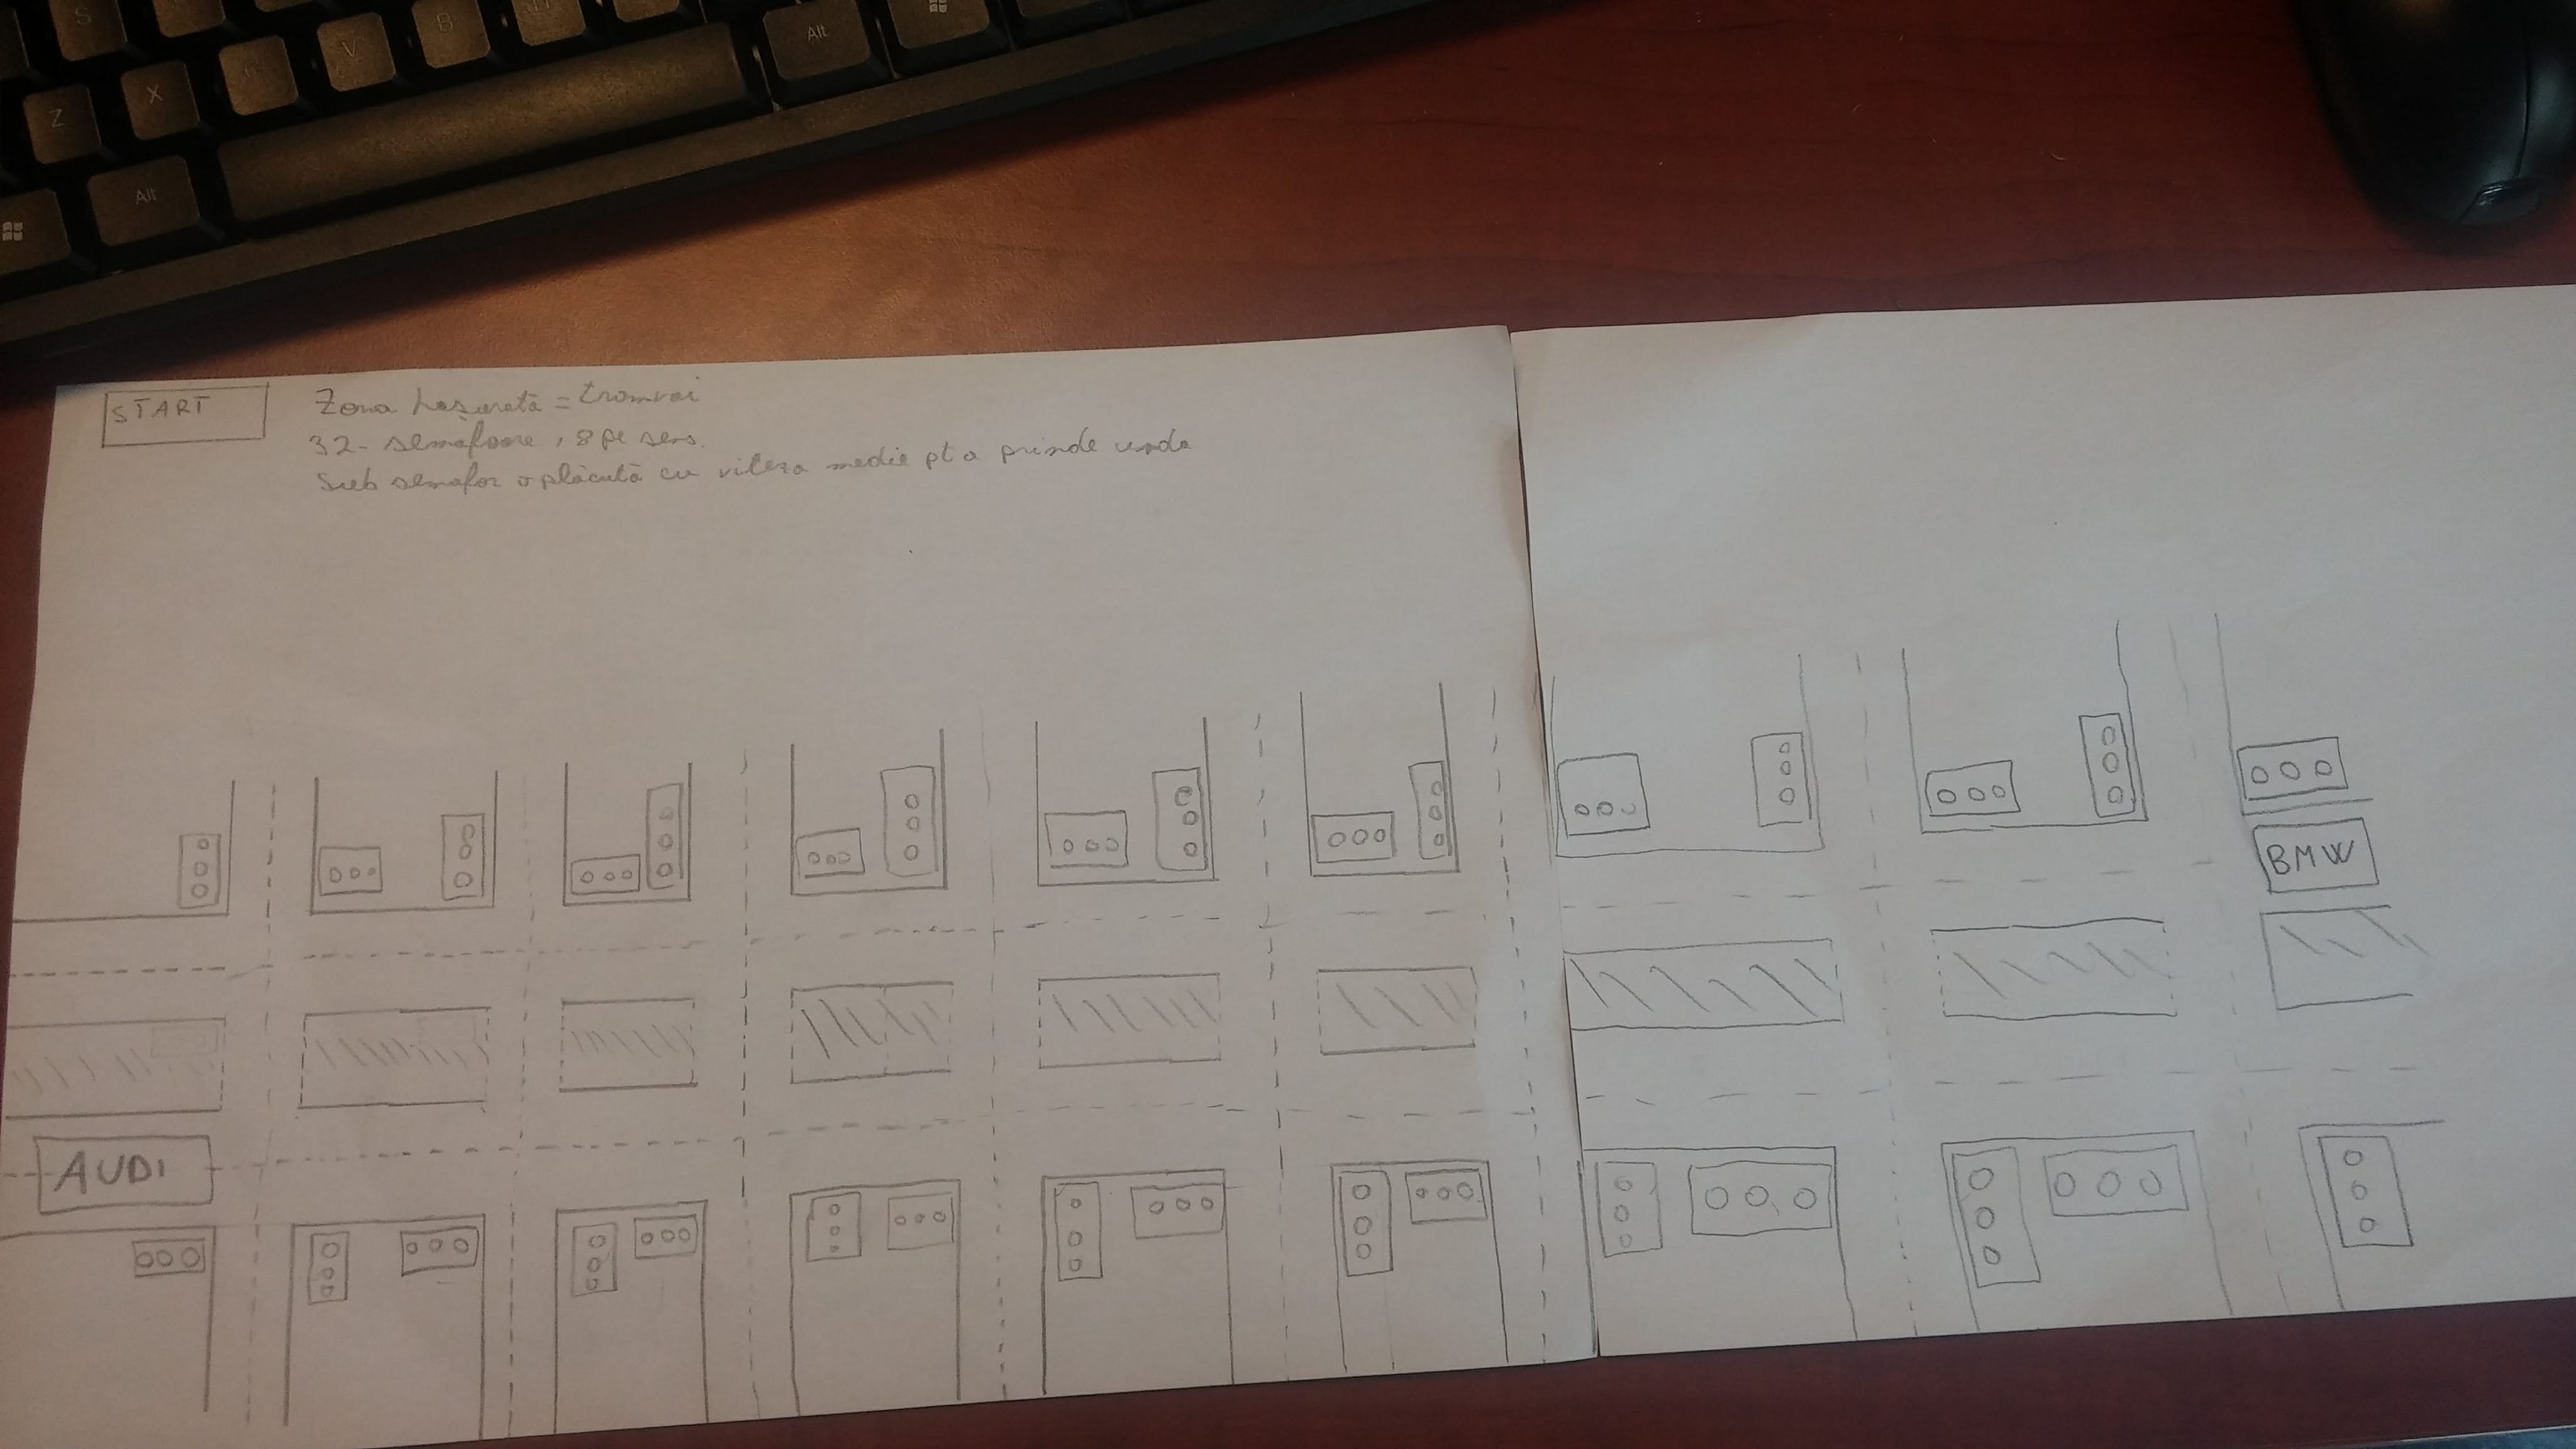 S
Z
X
C
V
B
Alt
Alt
START
Zona hașurată = tramvai
32 - semafoare, 8 pe sens.
Sub semafor o plăcuță cu viteza medie pt a prinde unda
BMW
AUDI